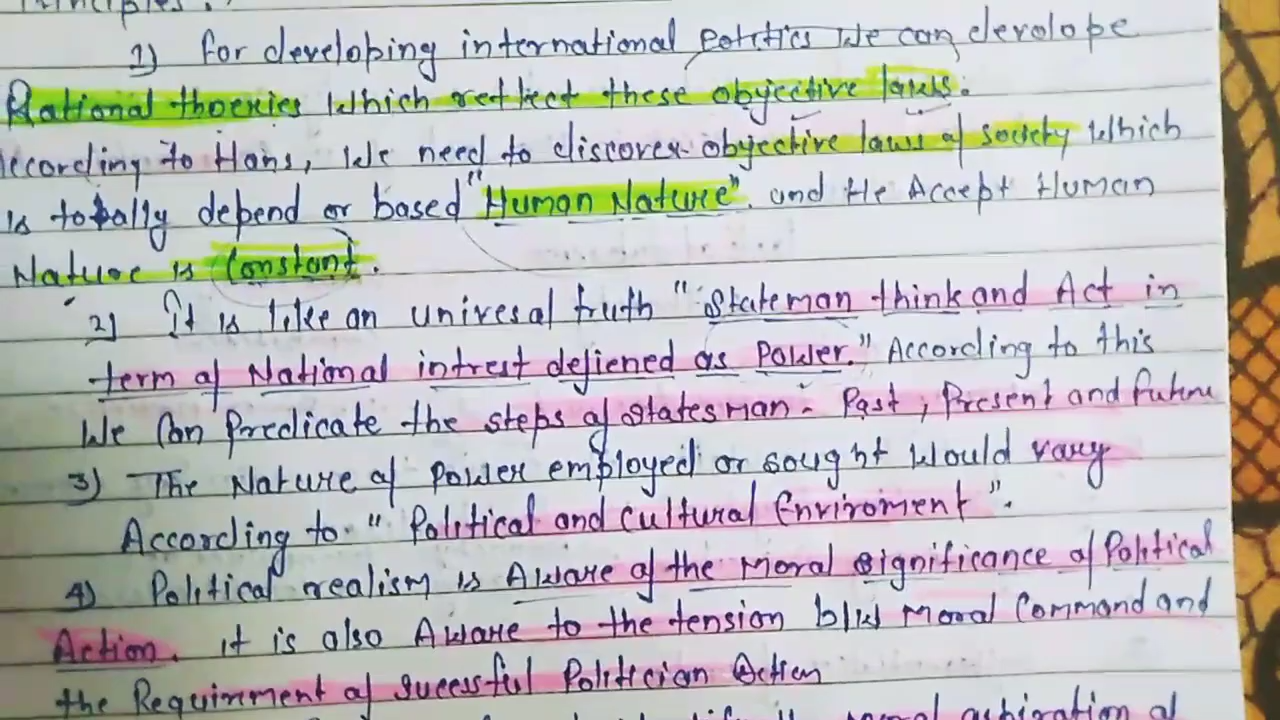 1) for developing international politics we can develope
Rational thoeries which reflect these objective laws.
According to Hans, We need to discover objective laws of society which
is totally depend or based "Human Nature". and He Accept Human
Nature is Constant.
2) It is like an univesal truth "Stateman think and Act in
term of National intrest defiened as Power." According to this
We Can Predicate the steps of statesman - Past, Present and future
3) The Nature of power employed or sought would vary
According to "Political and cultural Enviroment".
4) Political realism is Aware of the Moral significance of Political
Action. it is also Aware to the tension b/w Moral Command and
the Requirment of sucessful Politician Action